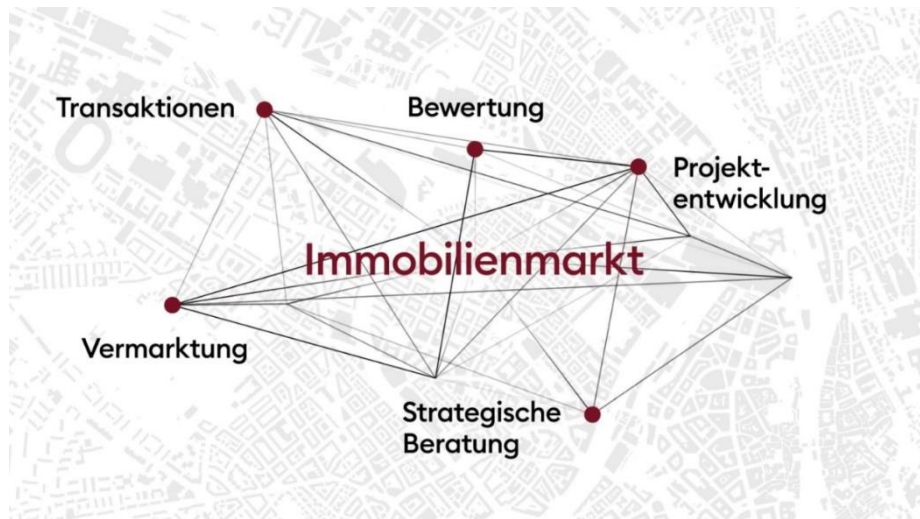 Transaktionen
Bewertung
Projekt-
entwicklung
Immobilienmarkt
Vermarktung
Strategische
Beratung